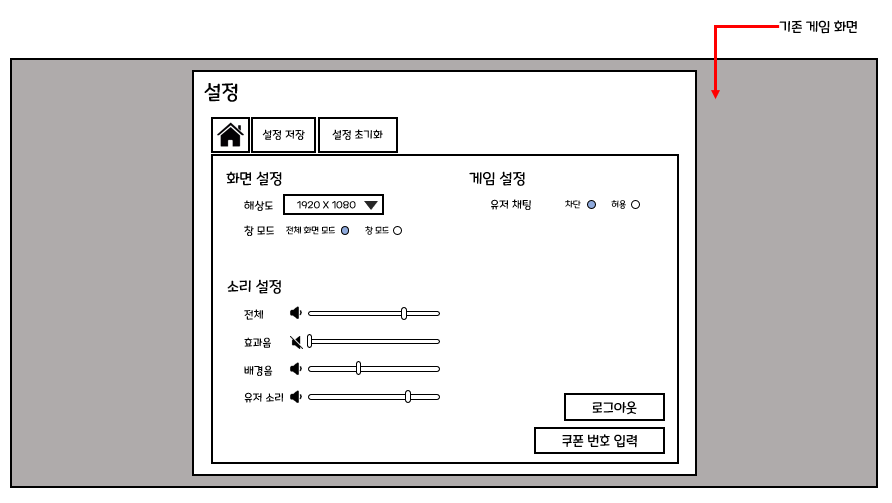 기존 게임 화면
설정
설정 저장 설정 초기화
화면 설정
해상도 1920 X 1080
창 모드 전체 화면 모드 창 모드
게임 설정
유저 채팅 차단 허용
소리 설정
전체
효과음
배경음
유저 소리
로그아웃
쿠폰 번호 입력